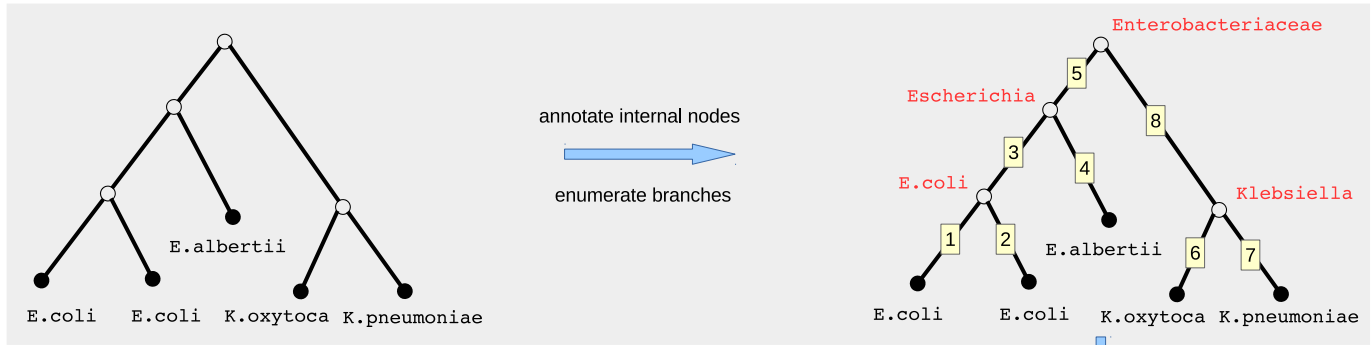 E.albertii
E.coli E.coli K.oxytoca K.pneumoniae
annotate internal nodes
enumerate branches
Enterobacteriaceae
5
Escherichia
8
3
4
E.coli
Klebsiella
1 2
E.albertii
6 7
E.coli E.coli K.oxytoca K.pneumoniae